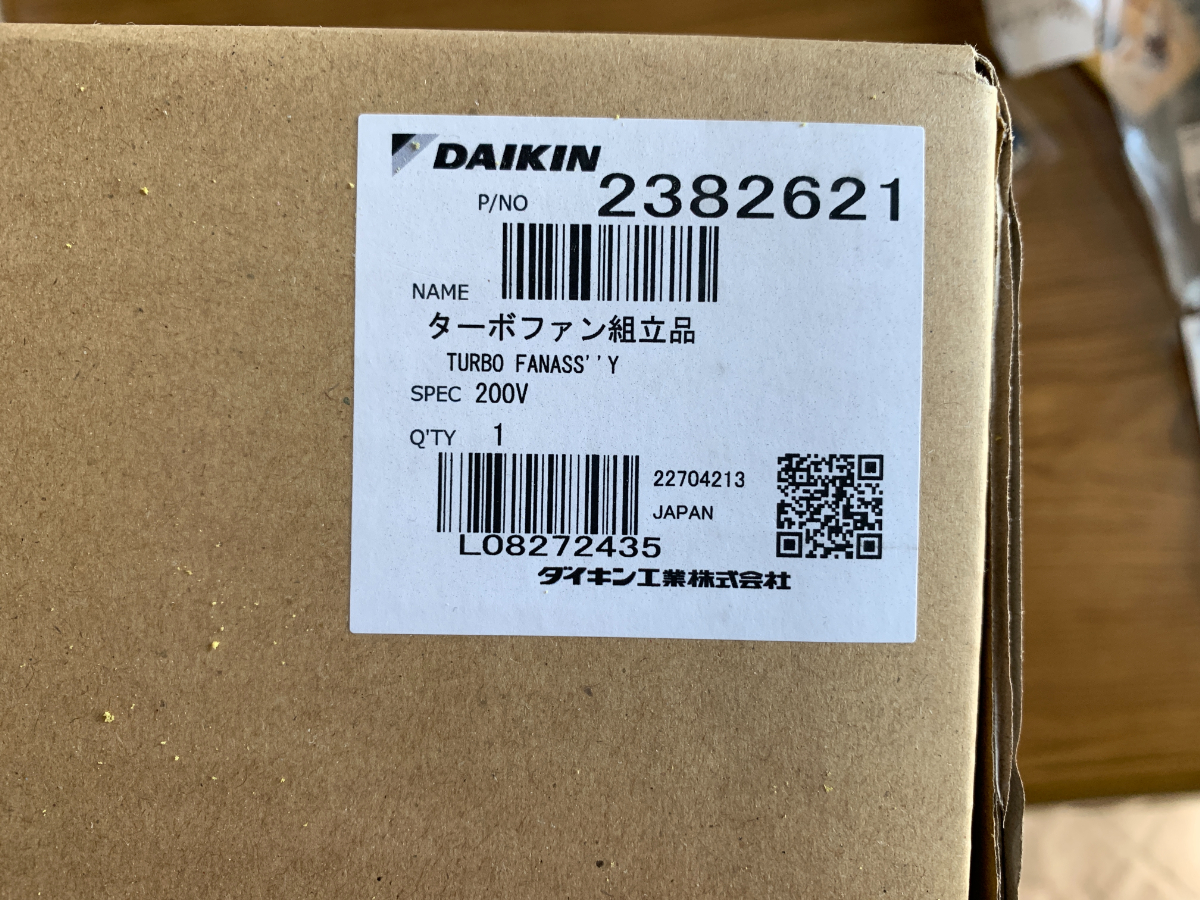 DAIKIN
P/NO 2382621
NAME
ターボファン組立品
TURBO FANASS''Y
SPEC 200V
Q'TY 1
22704213
JAPAN
L08272435
ダイキン工業株式会社